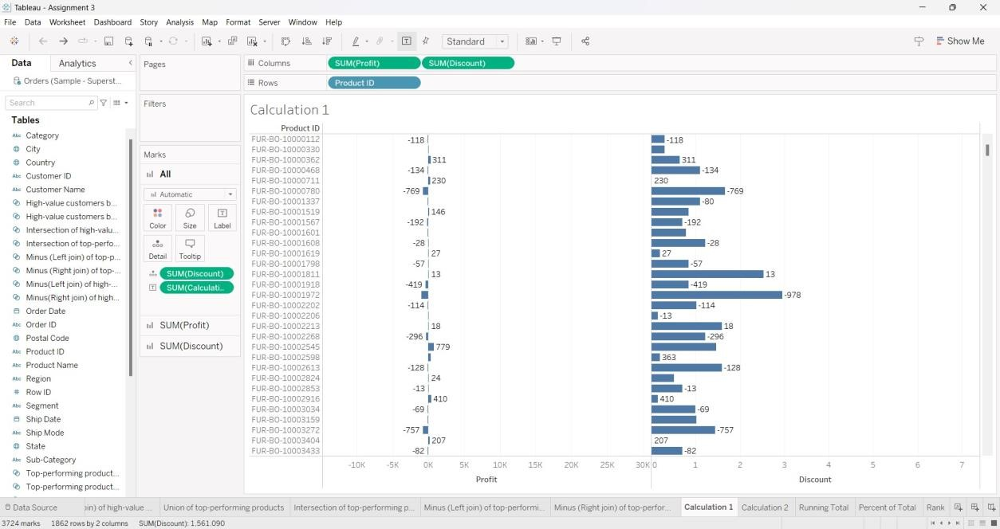 Tableau - Assignment 3
File Data Worksheet Dashboard Story Analysis Map Format Server Window Help
Standard
Show Me
Data Analytics
Orders (Sample - Superst...
Search
Tables
Abc Category
City
Country
Abc Customer ID
Abc Customer Name
High-value customers b...
High-value customers b...
Intersection of high-valu...
Intersection of top-perfo...
Minus (Left join) of top-p...
Minus (Right join) of top-...
Minus(Left join) of high-...
Minus(Right join) of high...
Order Date
Abc Order ID
Postal Code
Abc Product ID
Abc Product Name
Abc Region
# Row ID
Abc Segment
Ship Date
Abc Ship Mode
State
Abc Sub-Category
Top-performing product...
Top-performing product...
Pages
Filters
Marks
All
Automatic
Color Size Label
Detail Tooltip
SUM(Discount)
SUM(Calculati..
SUM(Profit)
SUM(Discount)
Columns SUM(Profit) SUM(Discount)
Rows Product ID
Calculation 1
Product ID
FUR-BO-10000112 -118 -118
FUR-BO-10000330
FUR-BO-10000362 311 311
FUR-BO-10000468 -134 -134
FUR-BO-10000711 230 230
FUR-BO-10000780 -769 -769
FUR-BO-10001337 -80
FUR-BO-10001519 146
FUR-BO-10001567 -192 -192
FUR-BO-10001601
FUR-BO-10001608 -28 -28
FUR-BO-10001619 27 27
FUR-BO-10001798 -57 -57
FUR-BO-10001811 13 13
FUR-BO-10001918 -419 -419
FUR-BO-10001972 -978
FUR-BO-10002202 -114 -114
FUR-BO-10002206 -13
FUR-BO-10002213 18 18
FUR-BO-10002268 -296 -296
FUR-BO-10002545 779
FUR-BO-10002598 363
FUR-BO-10002613 -128 -128
FUR-BO-10002824 24
FUR-BO-10002853 -13 -13
FUR-BO-10002916 410 410
FUR-BO-10003034 -69 -69
FUR-BO-10003159
FUR-BO-10003272 -757 -757
FUR-BO-10003404 207 207
FUR-BO-10003433 -82 -82
-10K -5K 0K 5K 10K 15K 20K 25K 30K 0 1 2 3 4 5 6 7
Profit Discount
Data Source oin) of high-value ... Union of top-performing products Intersection of top-performing p... Minus (Left join) of top-performi... Minus (Right join) of top-perfor... Calculation 1 Calculation 2 Running Total Percent of Total Rank
3724 marks 1862 rows by 2 columns SUM(Discount): 1,561.090